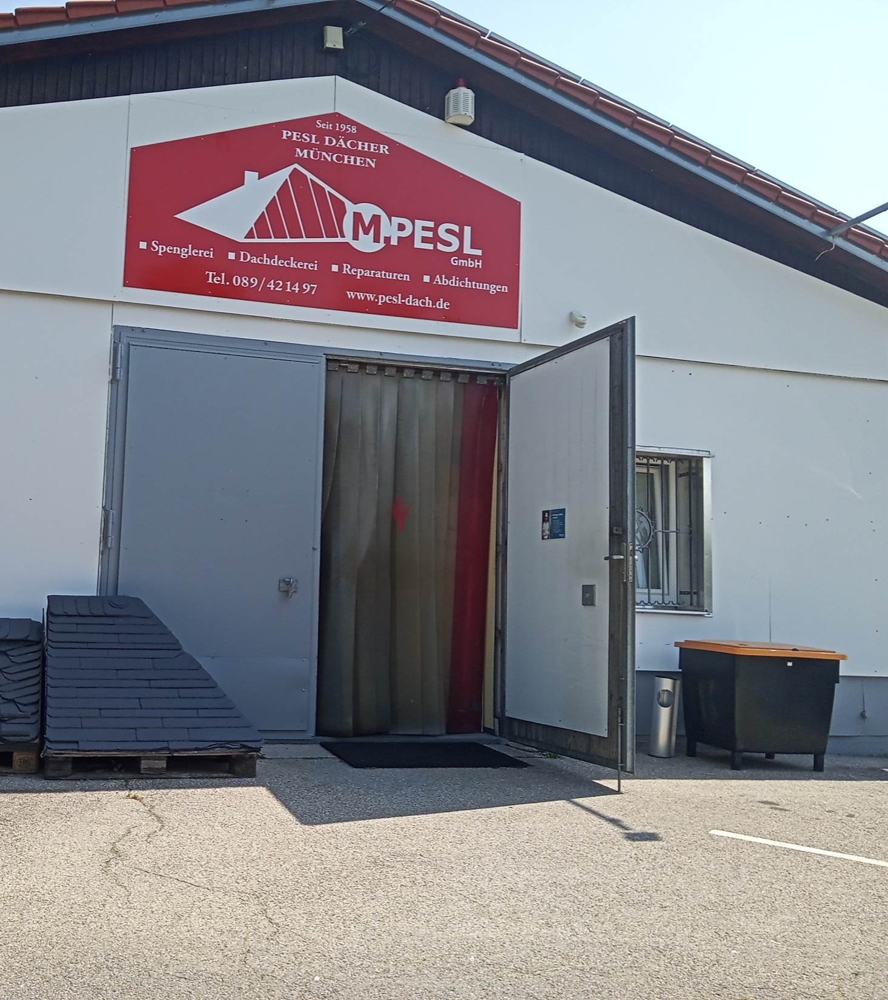 Seit 1958
PESL DÄCHER
MÜNCHEN
M PESL
GmbH
▪ Spenglerei ▪ Dachdeckerei ▪ Reparaturen ▪ Abdichtungen
Tel. 089/42 14 97 www.pesl-dach.de